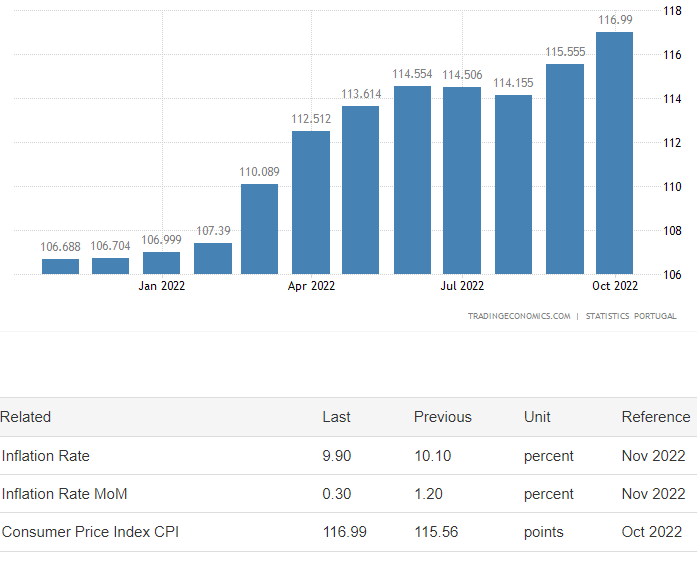 118
116.99
116
115.555
114.554 114.506 114.155
114
113.614
112.512
112
110.089
110
108
107.39
106.688 106.704 106.999
106
Jan 2022 Apr 2022 Jul 2022 Oct 2022
TRADINGECONOMICS.COM | STATISTICS PORTUGAL
Related Last Previous Unit Reference
Inflation Rate 9.90 10.10 percent Nov 2022
Inflation Rate MoM 0.30 1.20 percent Nov 2022
Consumer Price Index CPI 116.99 115.56 points Oct 2022